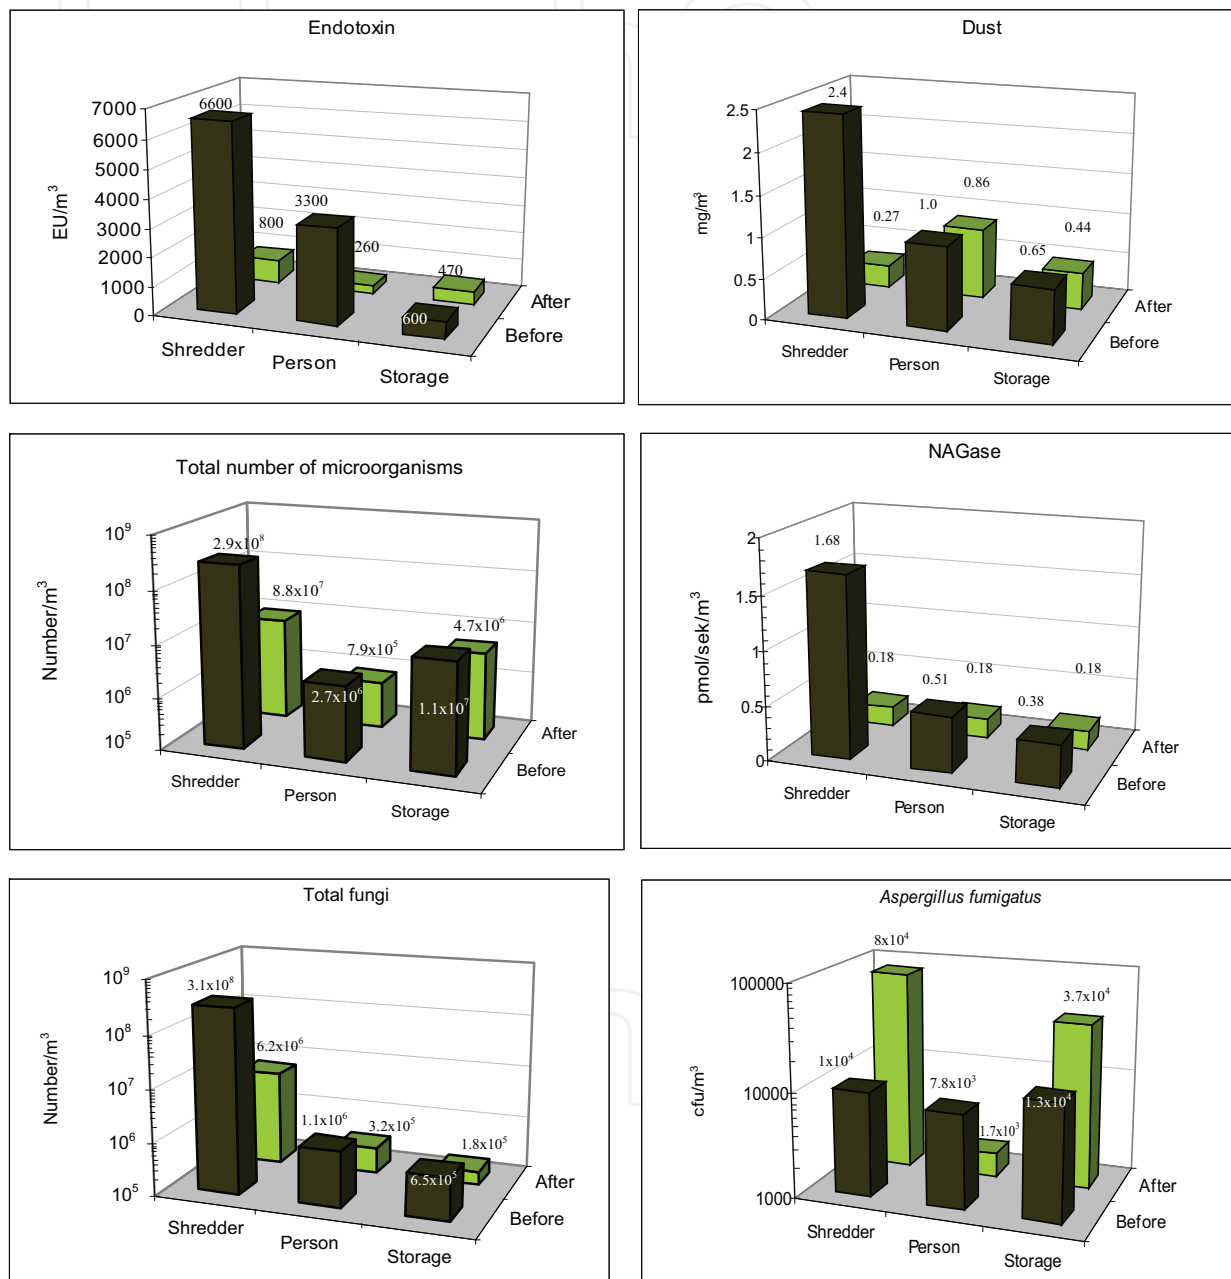 Endotoxin
7000
6000
5000
4000
3000
2000
1000
0
EU/m³
6600
800
3300
260
470
600
Shredder
Person
Storage
After
Before
Dust
2.5
2
1.5
1
0.5
0
mg/m³
2.4
0.27
1.0
0.86
0.65
0.44
Shredder
Person
Storage
After
Before
Total number of microorganisms
10⁹
10⁸
10⁷
10⁶
10⁵
Number/m³
2.9x10⁸
8.8x10⁷
2.7x10⁶
7.9x10⁵
1.1x10⁷
4.7x10⁶
Shredder
Person
Storage
After
Before
NAGase
2
1.5
1
0.5
0
pmol/sek/m³
1.68
0.18
0.51
0.18
0.38
0.18
Shredder
Person
Storage
After
Before
Total fungi
10⁹
10⁸
10⁷
10⁶
10⁵
Number/m³
3.1x10⁸
6.2x10⁶
1.1x10⁶
3.2x10⁵
6.5x10⁵
1.8x10⁵
Shredder
Person
Storage
After
Before
Aspergillus fumigatus
100000
10000
1000
cfu/m³
8x10⁴
1x10⁴
7.8x10³
1.7x10³
1.3x10⁴
3.7x10⁴
Shredder
Person
Storage
After
Before